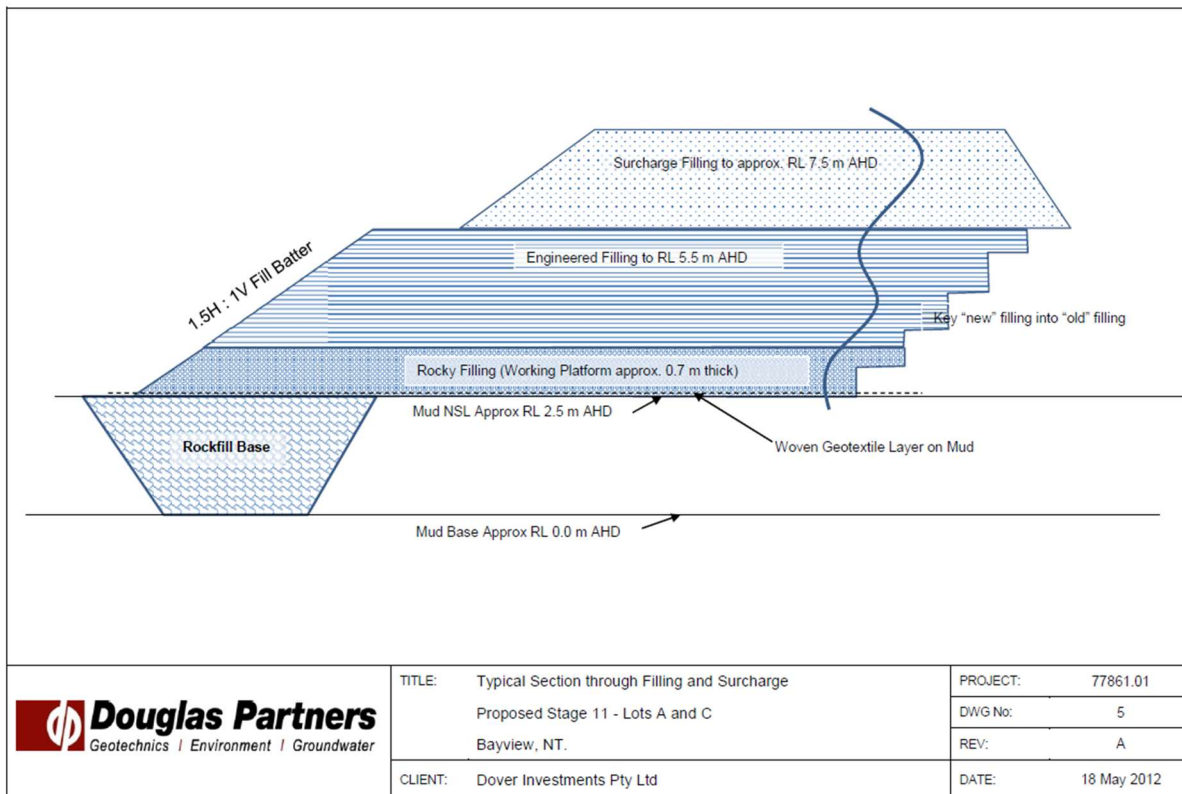 Surcharge Filling to approx. RL 7.5 m AHD
1.5H : 1V Fill Batter
Engineered Filling to RL 5.5 m AHD
Key "new" filling into "old" filling
Rocky Filling (Working Platform approx. 0.7 m thick)
Mud NSL Approx RL 2.5 m AHD
Rockfill Base
Woven Geotextile Layer on Mud
Mud Base Approx RL 0.0 m AHD
dp Douglas Partners
Geotechnics | Environment | Groundwater
TITLE: Typical Section through Filling and Surcharge
Proposed Stage 11 - Lots A and C
Bayview, NT.
CLIENT: Dover Investments Pty Ltd
PROJECT: 77861.01
DWG No: 5
REV: A
DATE: 18 May 2012